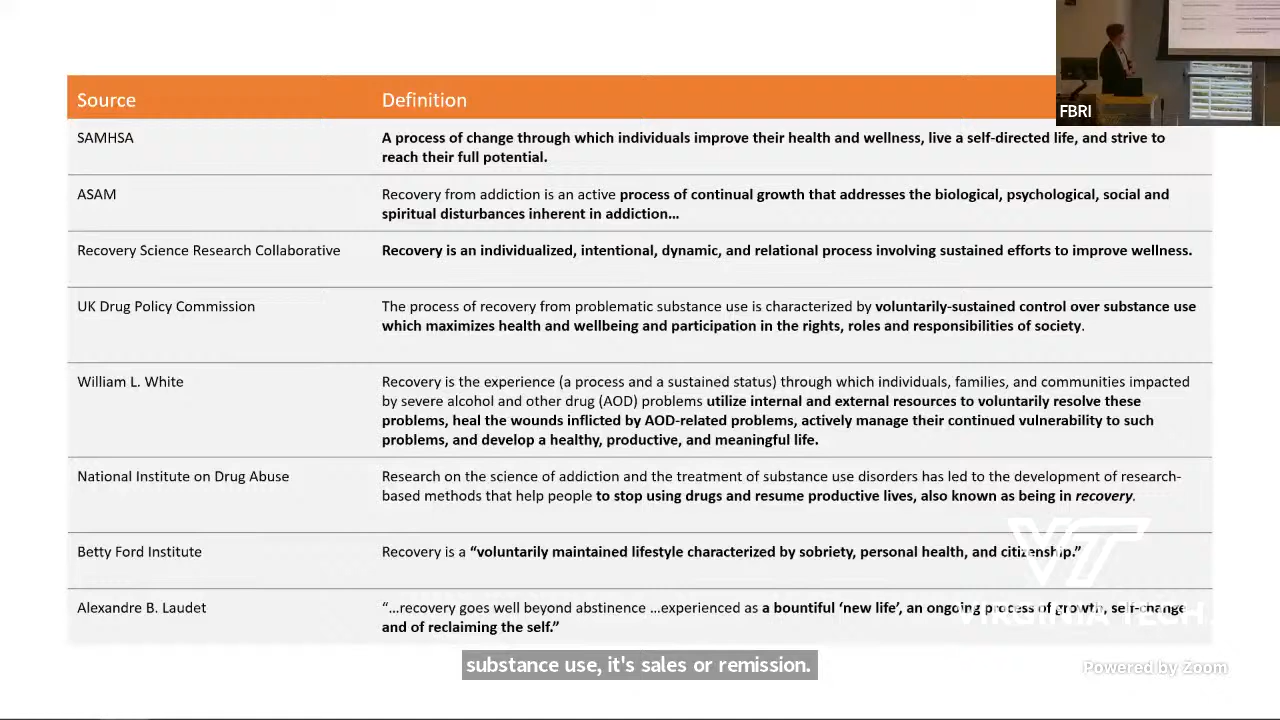 Source Definition
SAMHSA A process of change through which individuals improve their health and wellness, live a self-directed life, and strive to
reach their full potential.
ASAM Recovery from addiction is an active process of continual growth that addresses the biological, psychological, social and
spiritual disturbances inherent in addiction…
Recovery Science Research Collaborative Recovery is an individualized, intentional, dynamic, and relational process involving sustained efforts to improve wellness.
UK Drug Policy Commission The process of recovery from problematic substance use is characterized by voluntarily-sustained control over substance use
which maximizes health and wellbeing and participation in the rights, roles and responsibilities of society.
William L. White Recovery is the experience (a process and a sustained status) through which individuals, families, and communities impacted
by severe alcohol and other drug (AOD) problems utilize internal and external resources to voluntarily resolve these
problems, heal the wounds inflicted by AOD-related problems, actively manage their continued vulnerability to such
problems, and develop a healthy, productive, and meaningful life.
National Institute on Drug Abuse Research on the science of addiction and the treatment of substance use disorders has led to the development of research-
based methods that help people to stop using drugs and resume productive lives, also known as being in recovery.
Betty Ford Institute Recovery is a “voluntarily maintained lifestyle characterized by sobriety, personal health, and citizenship.”
Alexandre B. Laudet “…recovery goes well beyond abstinence …experienced as a bountiful ‘new life’, an ongoing process of growth, self-change
and of reclaiming the self.”
FBRI
VT
VIRGINIA TECH
substance use, it's sales or remission.
Powered by Zoom